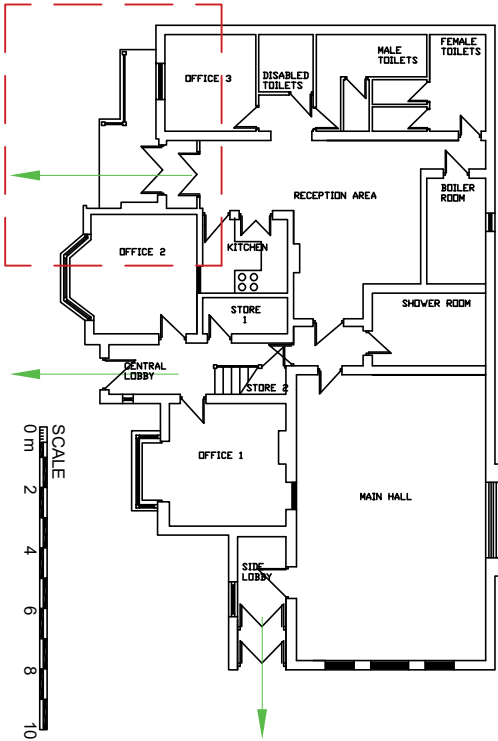 OFFICE 3
DISABLED
TOILETS
MALE
TOILETS
FEMALE
TOILETS
RECEPTION AREA
BOILER
ROOM
OFFICE 2
KITCHEN
STORE
1
SHOWER ROOM
CENTRAL
LOBBY
STORE 2
OFFICE 1
MAIN HALL
SIDE
LOBBY
SCALE
0 m 2 4 6 8 10